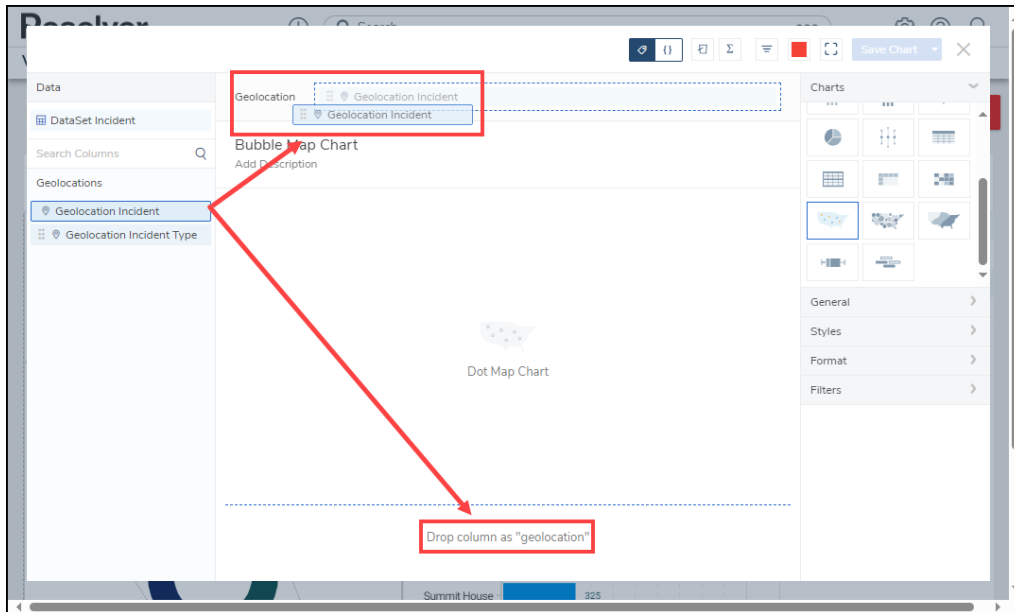 Resolver
Search
{}
Σ
Save Chart
Data
DataSet Incident
Search Columns
Geolocations
Geolocation Incident
Geolocation Incident Type
Geolocation
Geolocation Incident
Geolocation Incident
Bubble Map Chart
Add Description
Dot Map Chart
Drop column as "geolocation"
Charts
General
Styles
Format
Filters
Summit House
325